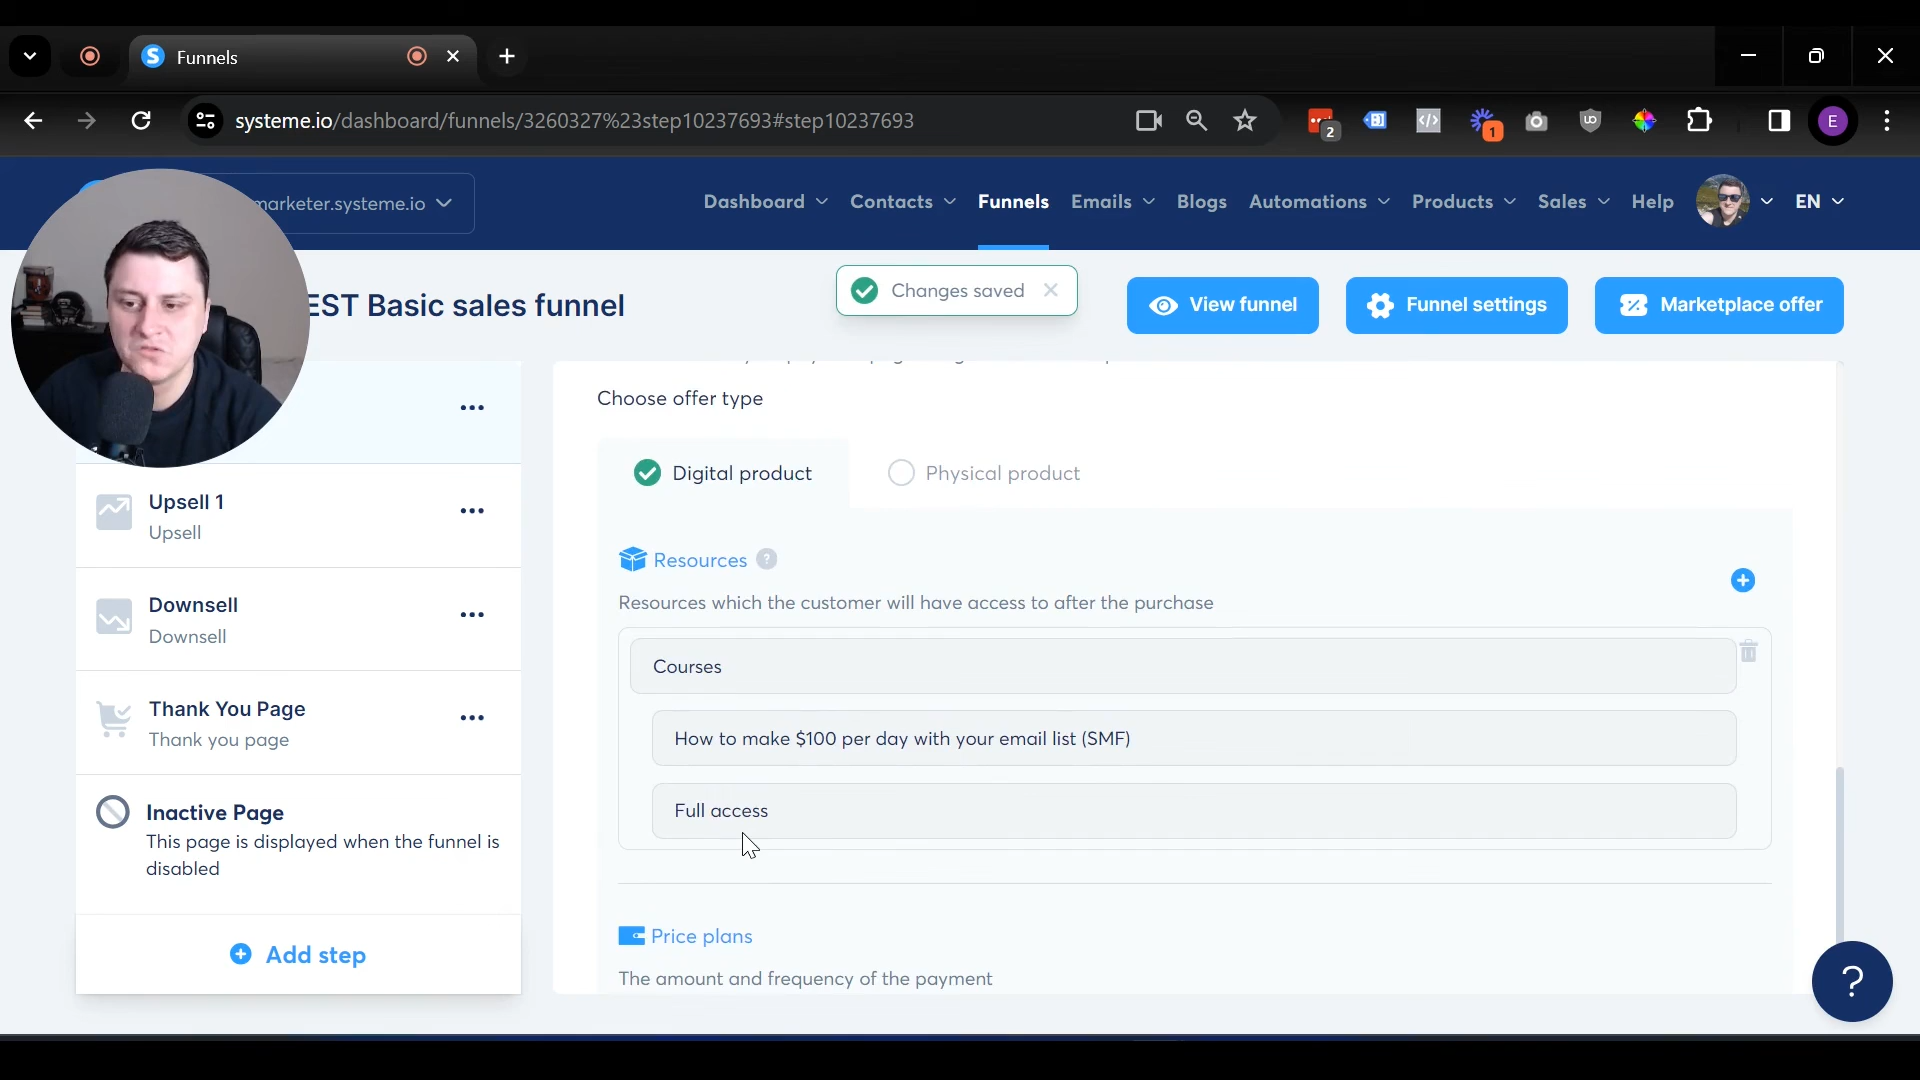 Funnels
systeme.io/dashboard/funnels/3260327%23step10237693#step10237693
2
1
E
marketer.systeme.io
Dashboard
Contacts
Funnels
Emails
Blogs
Automations
Products
Sales
Help
EN
EST Basic sales funnel
Changes saved
View funnel
Funnel settings
Marketplace offer
Choose offer type
Digital product
Physical product
Resources ?
Resources which the customer will have access to after the purchase
Courses
How to make $100 per day with your email list (SMF)
Full access
Price plans
The amount and frequency of the payment
Upsell 1
Upsell
Downsell
Downsell
Thank You Page
Thank you page
Inactive Page
This page is displayed when the funnel is
disabled
Add step
?